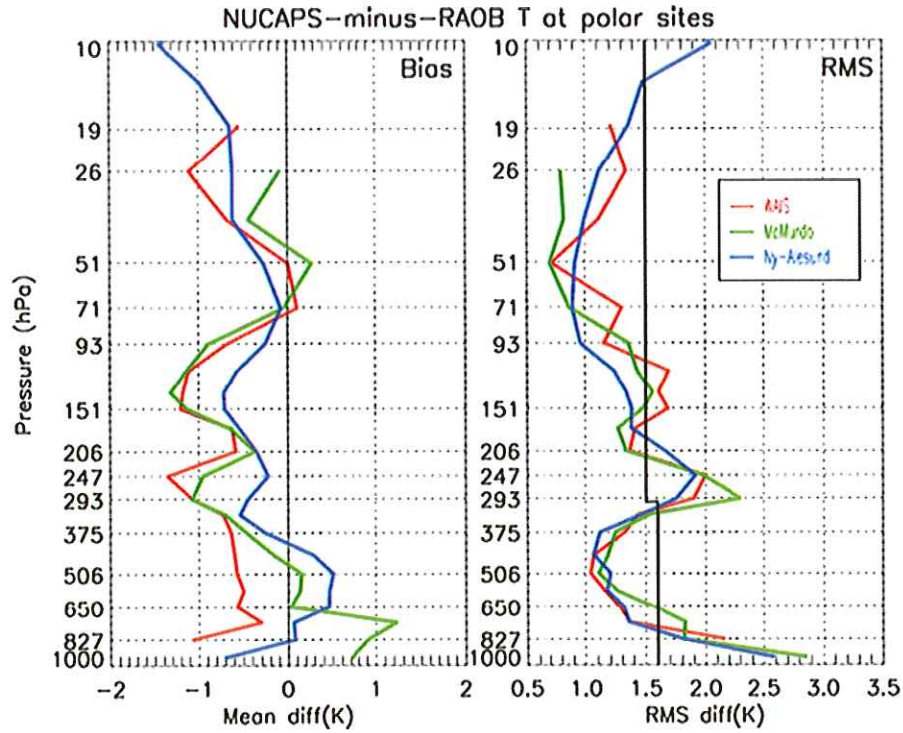 NUCAPS-minus-RAOB T at polar sites
Bias
RMS
Pressure (hPa)
10
19
26
51
71
93
151
206
247
293
375
506
650
827
1000
-2 -1 0 1 2
Mean diff(K)
10
19
26
51
71
93
151
206
247
293
375
506
650
827
1000
WAIS
McMurdo
Ny-Alesund
0.5 1.0 1.5 2.0 2.5 3.0 3.5
RMS diff(K)